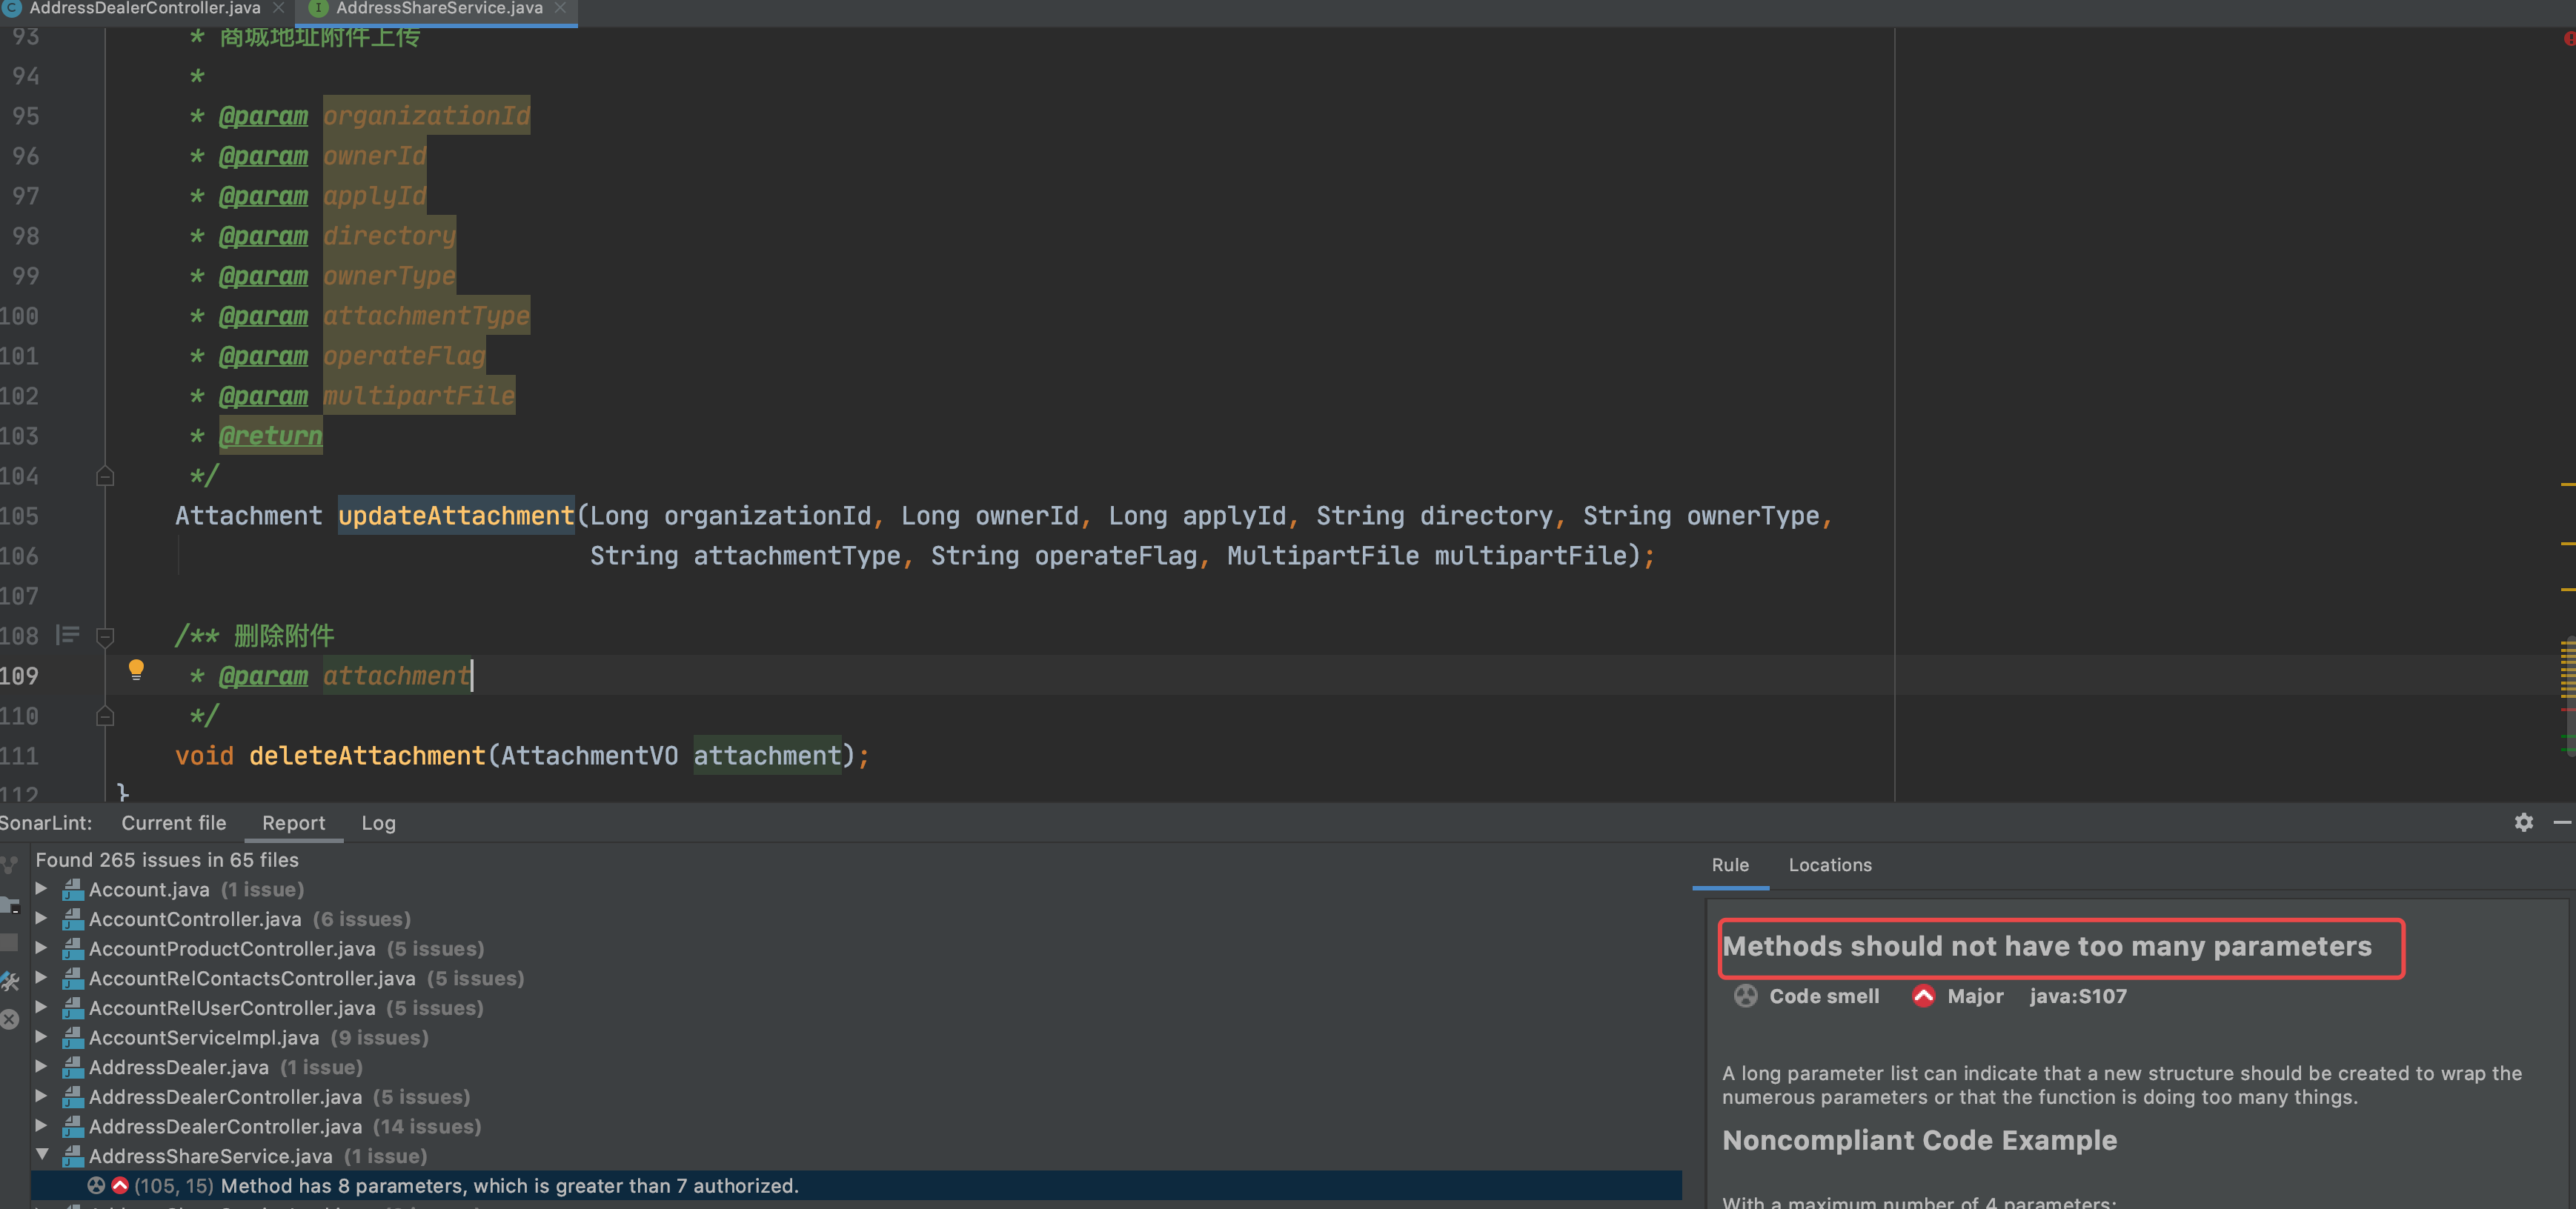 AddressDealerController.java
AddressShareService.java
93 * 商城地址附件上传
94 *
95 * @param organizationId
96 * @param ownerId
97 * @param applyId
98 * @param directory
99 * @param ownerType
100 * @param attachmentType
101 * @param operateFlag
102 * @param multipartFile
103 * @return
104 */
105 Attachment updateAttachment(Long organizationId, Long ownerId, Long applyId, String directory, String ownerType,
106 String attachmentType, String operateFlag, MultipartFile multipartFile);
107
108 /** 删除附件
109 * @param attachment
110 */
111 void deleteAttachment(AttachmentVO attachment);
112 }
SonarLint: Current file Report Log
Found 265 issues in 65 files
Account.java (1 issue)
AccountController.java (6 issues)
AccountProductController.java (5 issues)
AccountRelContactsController.java (5 issues)
AccountRelUserController.java (5 issues)
AccountServiceImpl.java (9 issues)
AddressDealer.java (1 issue)
AddressDealerController.java (5 issues)
AddressDealerController.java (14 issues)
AddressShareService.java (1 issue)
(105, 15) Method has 8 parameters, which is greater than 7 authorized.
Rule Locations
Methods should not have too many parameters
Code smell Major java:S107
A long parameter list can indicate that a new structure should be created to wrap the
numerous parameters or that the function is doing too many things.
Noncompliant Code Example
With a maximum number of 4 parameters: